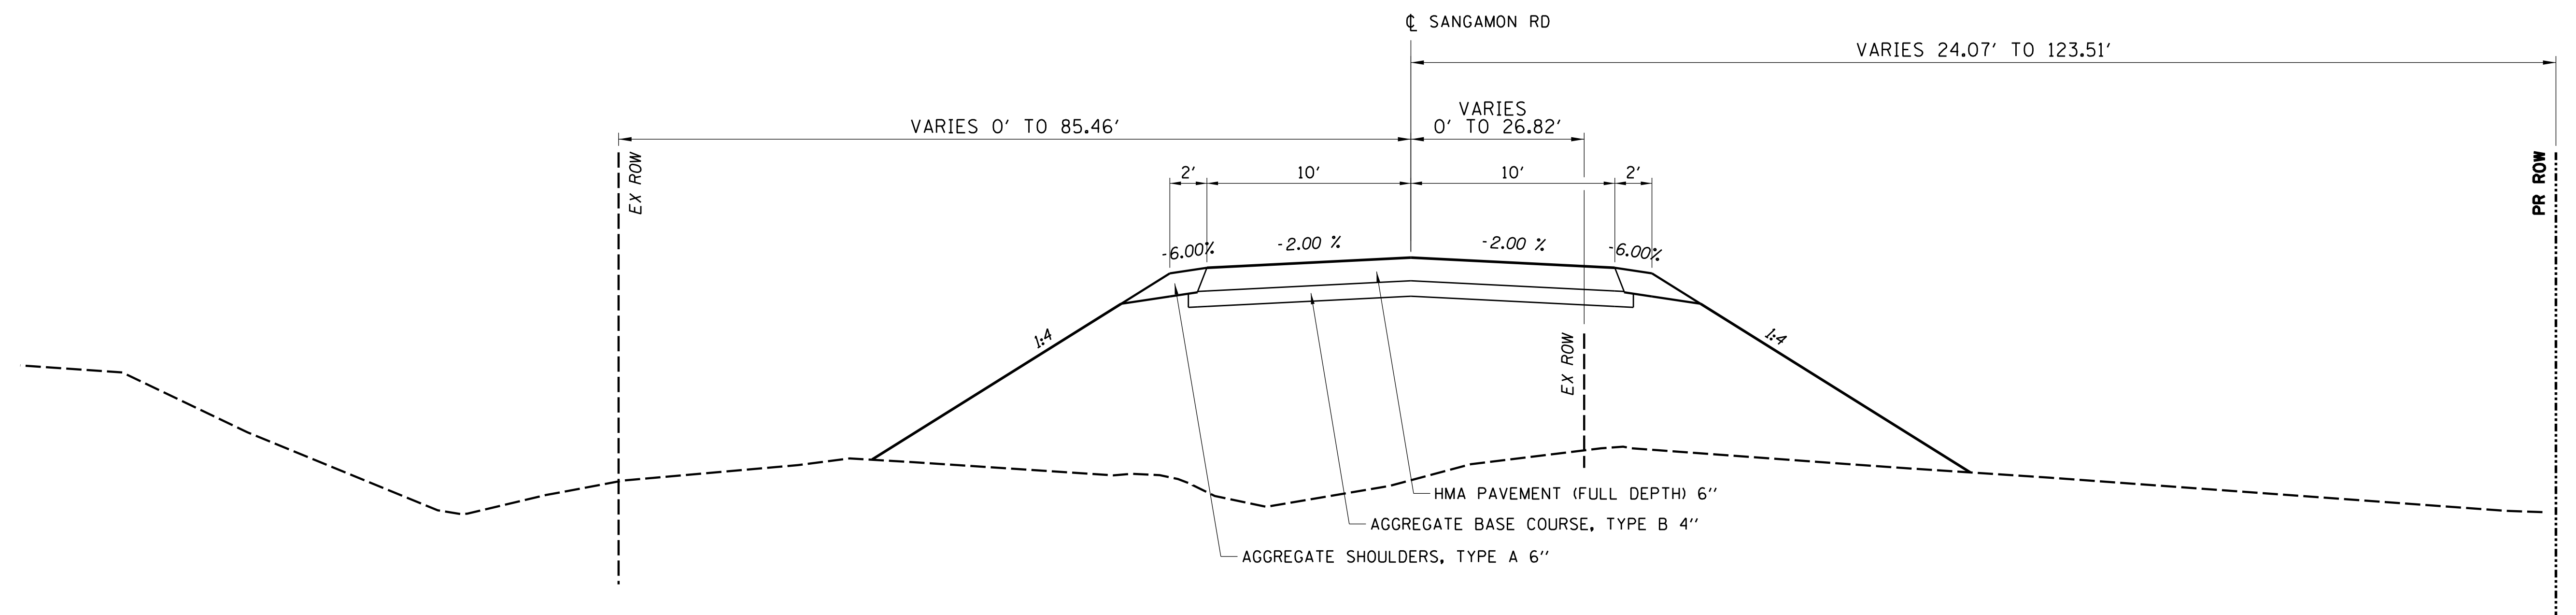 ℄ SANGAMON RD
VARIES 24.07' TO 123.51'
VARIES
VARIES 0' TO 85.46'
0' TO 26.82'
EX ROW
PR ROW
2'
10'
10'
2'
-6.00%
-2.00 %
-2.00 %
-6.00%
1:4
1:4
EX ROW
HMA PAVEMENT (FULL DEPTH) 6''
AGGREGATE BASE COURSE, TYPE B 4''
AGGREGATE SHOULDERS, TYPE A 6''